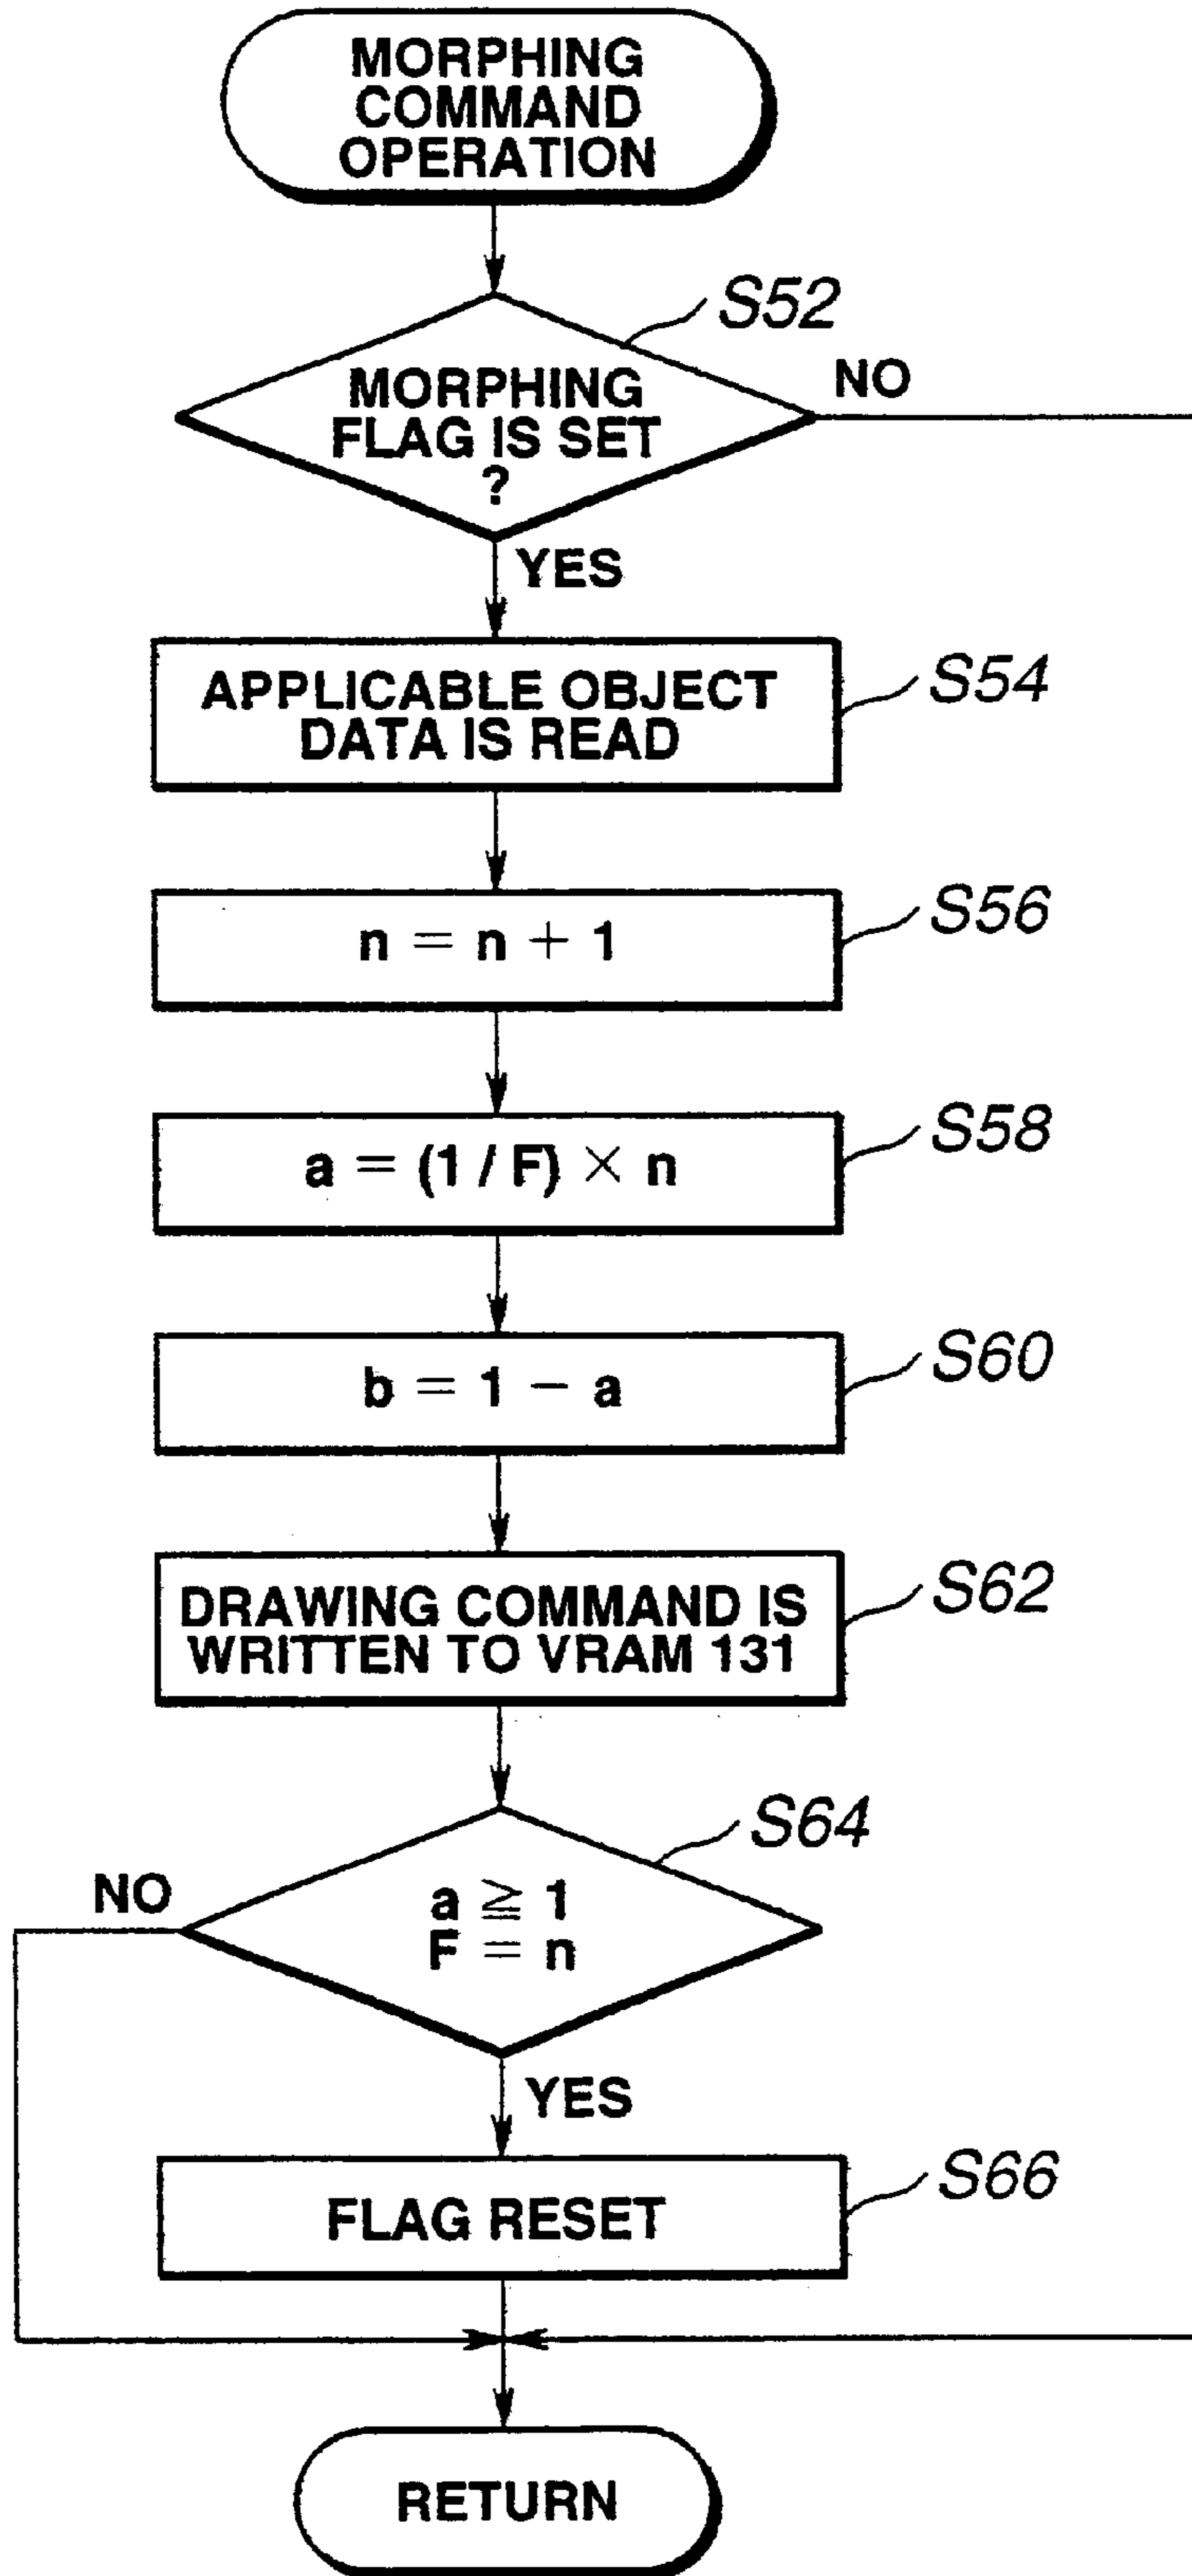 MORPHING
COMMAND
OPERATION
S52
MORPHING
FLAG IS SET
?
NO
YES
APPLICABLE OBJECT
DATA IS READ
S54
n = n + 1
S56
a = (1 / F) × n
S58
b = 1 − a
S60
DRAWING COMMAND IS
WRITTEN TO VRAM 131
S62
S64
NO
a ≧ 1
F = n
YES
FLAG RESET
S66
RETURN